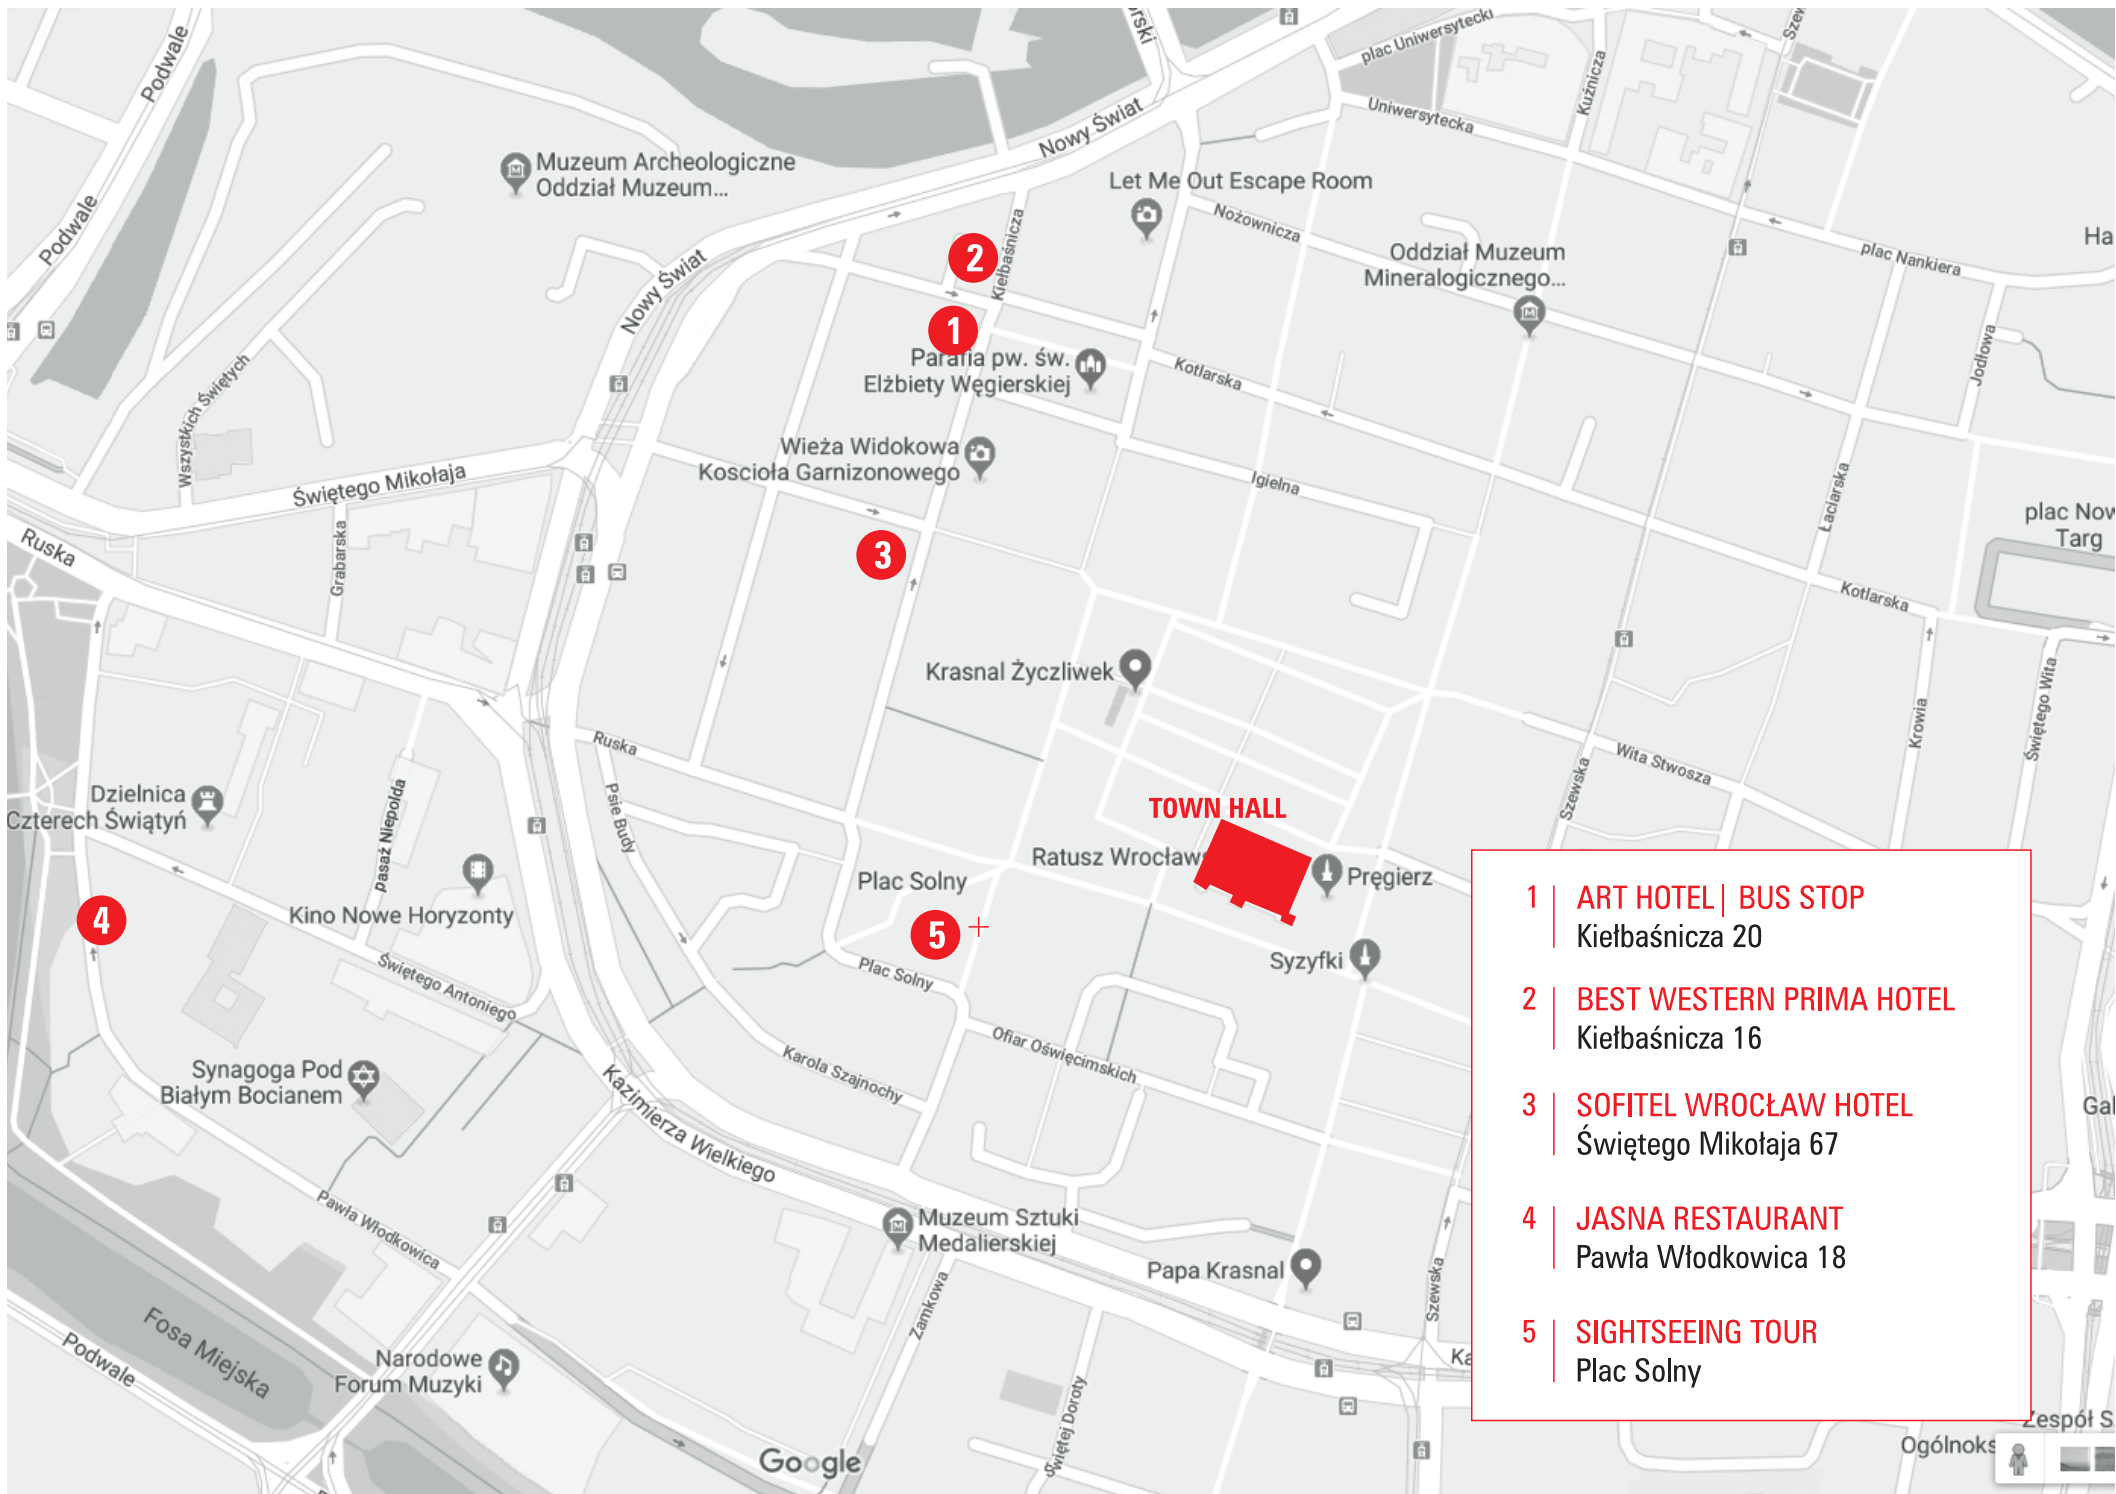 Podwale
Podwale
Muzeum Archeologiczne
Oddział Muzeum...
Nowy Świat
Nowy Świat
plac Uniwersytecki
Uniwersytecka
Kuźnicza
Let Me Out Escape Room
Nożownicza
Oddział Muzeum
Mineralogicznego...
plac Nankiera
Ha
Kiełbaśnicza
2
1
Parafia pw. św.
Elżbiety Węgierskiej
Kotlarska
Jodłowa
Wszystkich Świętych
Świętego Mikołaja
Wieża Widokowa
Kosciola Garnizonowego
Igielna
Łaciarska
plac Now
Targ
Ruska
Grabarska
3
Kotlarska
Krasnal Życzliwek
Krowia
Świętego Wita
Ruska
Wita Stwosza
Szewska
Psie Budy
Dzielnica
Czterech Świątyń
pasaż Niepolda
TOWN HALL
Ratusz Wrocławs
Pręgierz
Plac Solny
Kino Nowe Horyzonty
4
5
Syzyfki
Plac Solny
Świętego Antoniego
Ofiar Oświęcimskich
Karola Szajnochy
Synagoga Pod
Białym Bocianem
Kazimierza Wielkiego
Pawła Włodkowica
Muzeum Sztuki
Medalierskiej
Papa Krasnal
Szewska
Zamkowa
Fosa Miejska
Podwale
Narodowe
Forum Muzyki
Świętej Doroty
Google
Ka
Gal
1 | ART HOTEL | BUS STOP
Kiełbaśnicza 20
2 | BEST WESTERN PRIMA HOTEL
Kiełbaśnicza 16
3 | SOFITEL WROCŁAW HOTEL
Świętego Mikołaja 67
4 | JASNA RESTAURANT
Pawła Włodkowica 18
5 | SIGHTSEEING TOUR
Plac Solny
Zespół S
Ogólnoks